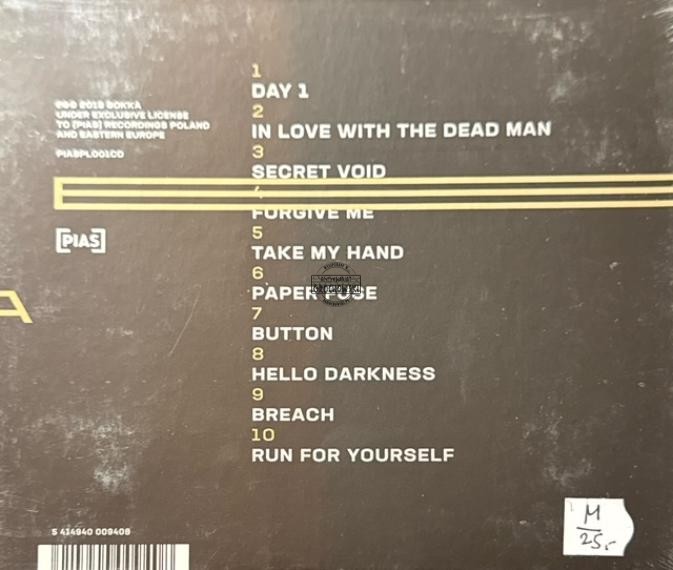 ℗© 2018 BOKKA
UNDER EXCLUSIVE LICENSE
TO [PIAS] RECORDINGS POLAND
AND EASTERN EUROPE
PIASPL001CD
[PIAS]
1
DAY 1
2
IN LOVE WITH THE DEAD MAN
3
SECRET VOID
4
FORGIVE ME
5
TAKE MY HAND
6
PAPER FUSE
7
BUTTON
8
HELLO DARKNESS
9
BREACH
10
RUN FOR YOURSELF
A
5 414940 009408
M
25,-